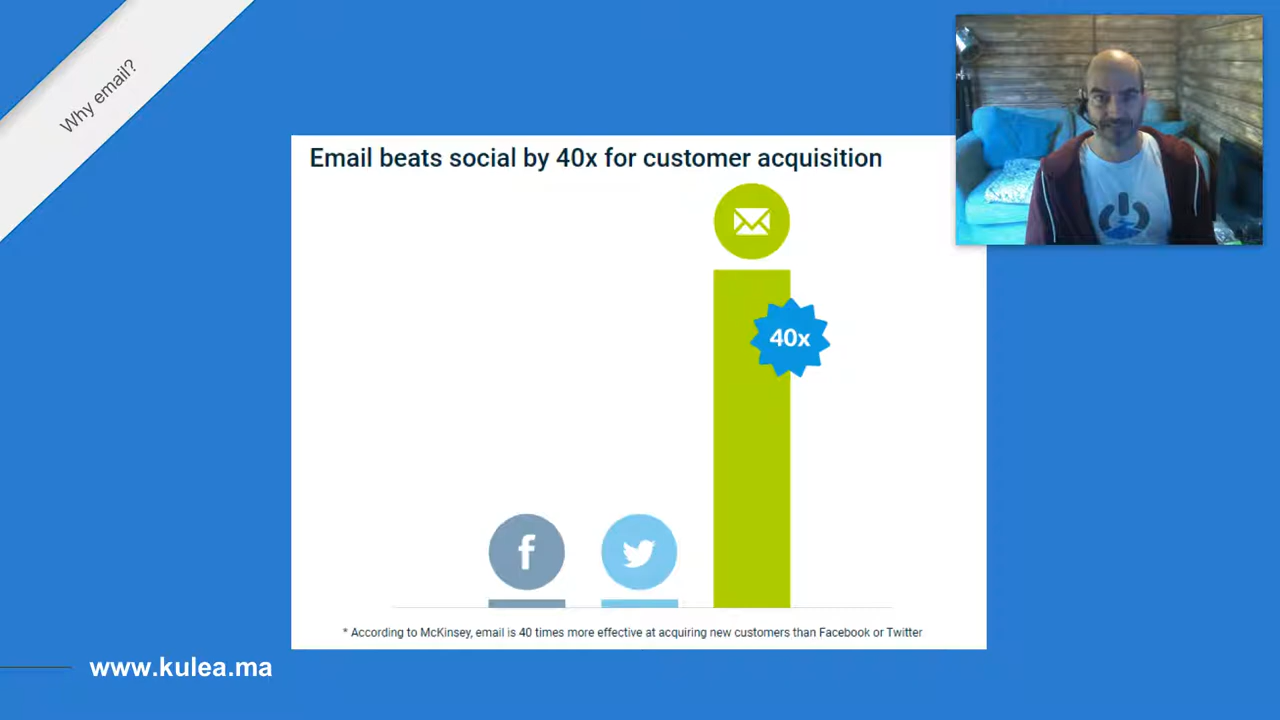 Why email?
Email beats social by 40x for customer acquisition
40x
* According to McKinsey, email is 40 times more effective at acquiring new customers than Facebook or Twitter
www.kulea.ma